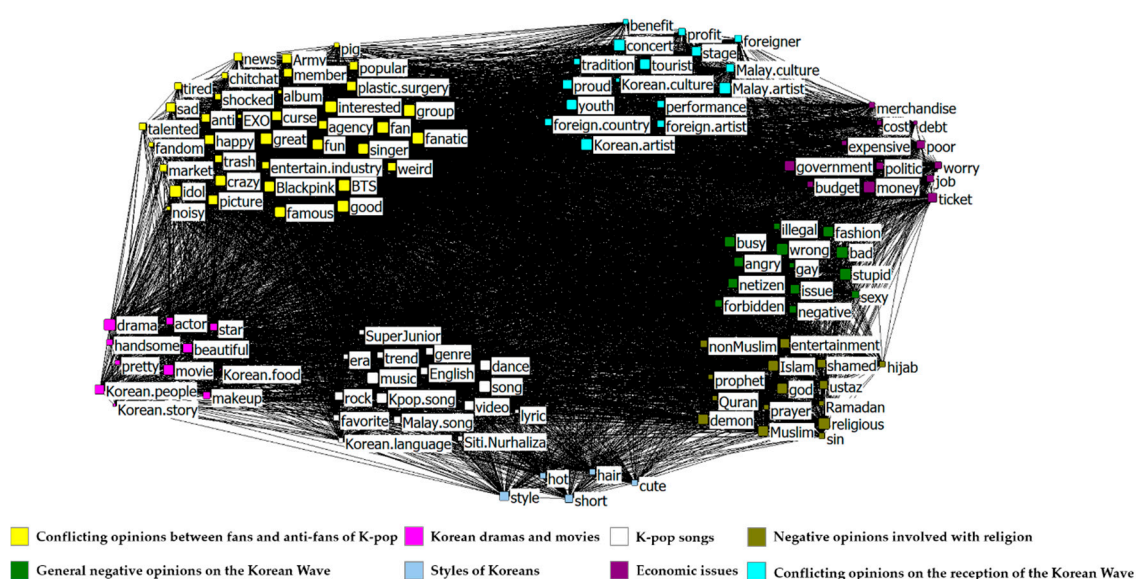 benefit
pig
profit
news
Army
concert
foreigner
chitchat
member
popular
stage
tradition
tourist
Malay.culture
tired
plastic.surgery
proud
Korean.culture
Malay.artist
shocked
album
sad
interested
group
youth
performance
merchandise
anti
EXO
curse
talented
agency
fan
foreign.country
foreign.artist
cost
debt
fandom
happy
great
fun
singer
fanatic
Korean.artist
expensive
poor
market
trash
entertain.industry
weird
government
politic
worry
idol
crazy
Blackpink
BTS
budget
money
job
noisy
picture
famous
good
ticket
illegal
fashion
busy
wrong
bad
angry
gay
stupid
netizen
issue
sexy
forbidden
negative
drama
actor
star
SuperJunior
handsome
beautiful
era
trend
genre
nonMuslim
entertainment
pretty
movie
Korean.food
music
English
dance
Islam
shamed
hijab
Korean.people
makeup
rock
Kpop.song
song
prophet
god
ustaz
Korean.story
video
Quran
prayer
Ramadan
favorite
Malay.song
lyric
demon
Muslim
religious
Korean.language
Siti.Nurhaliza
sin
hot
hair
cute
style
short
Conflicting opinions between fans and anti-fans of K-pop
Korean dramas and movies
K-pop songs
Negative opinions involved with religion
General negative opinions on the Korean Wave
Styles of Koreans
Economic issues
Conflicting opinions on the reception of the Korean Wave